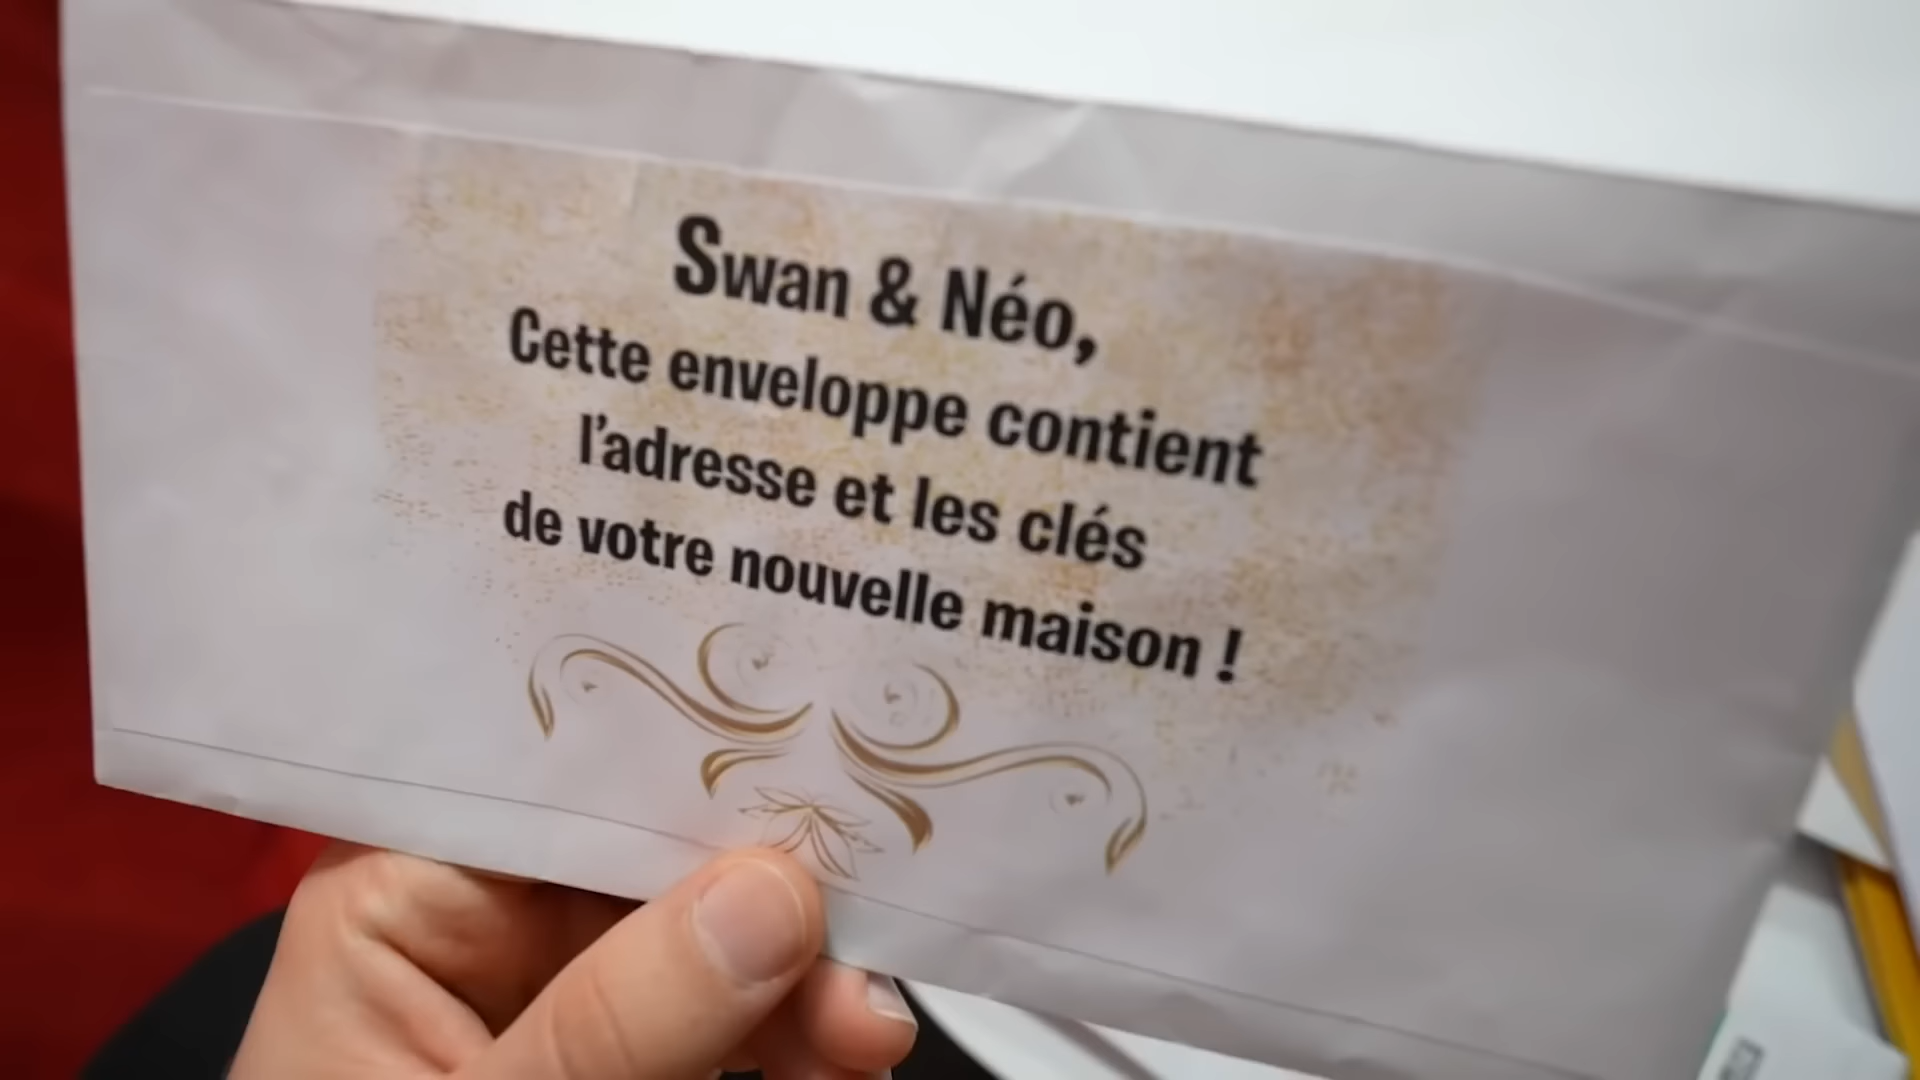 Swan & Néo,
Cette enveloppe contient
l’adresse et les clés
de votre nouvelle maison !